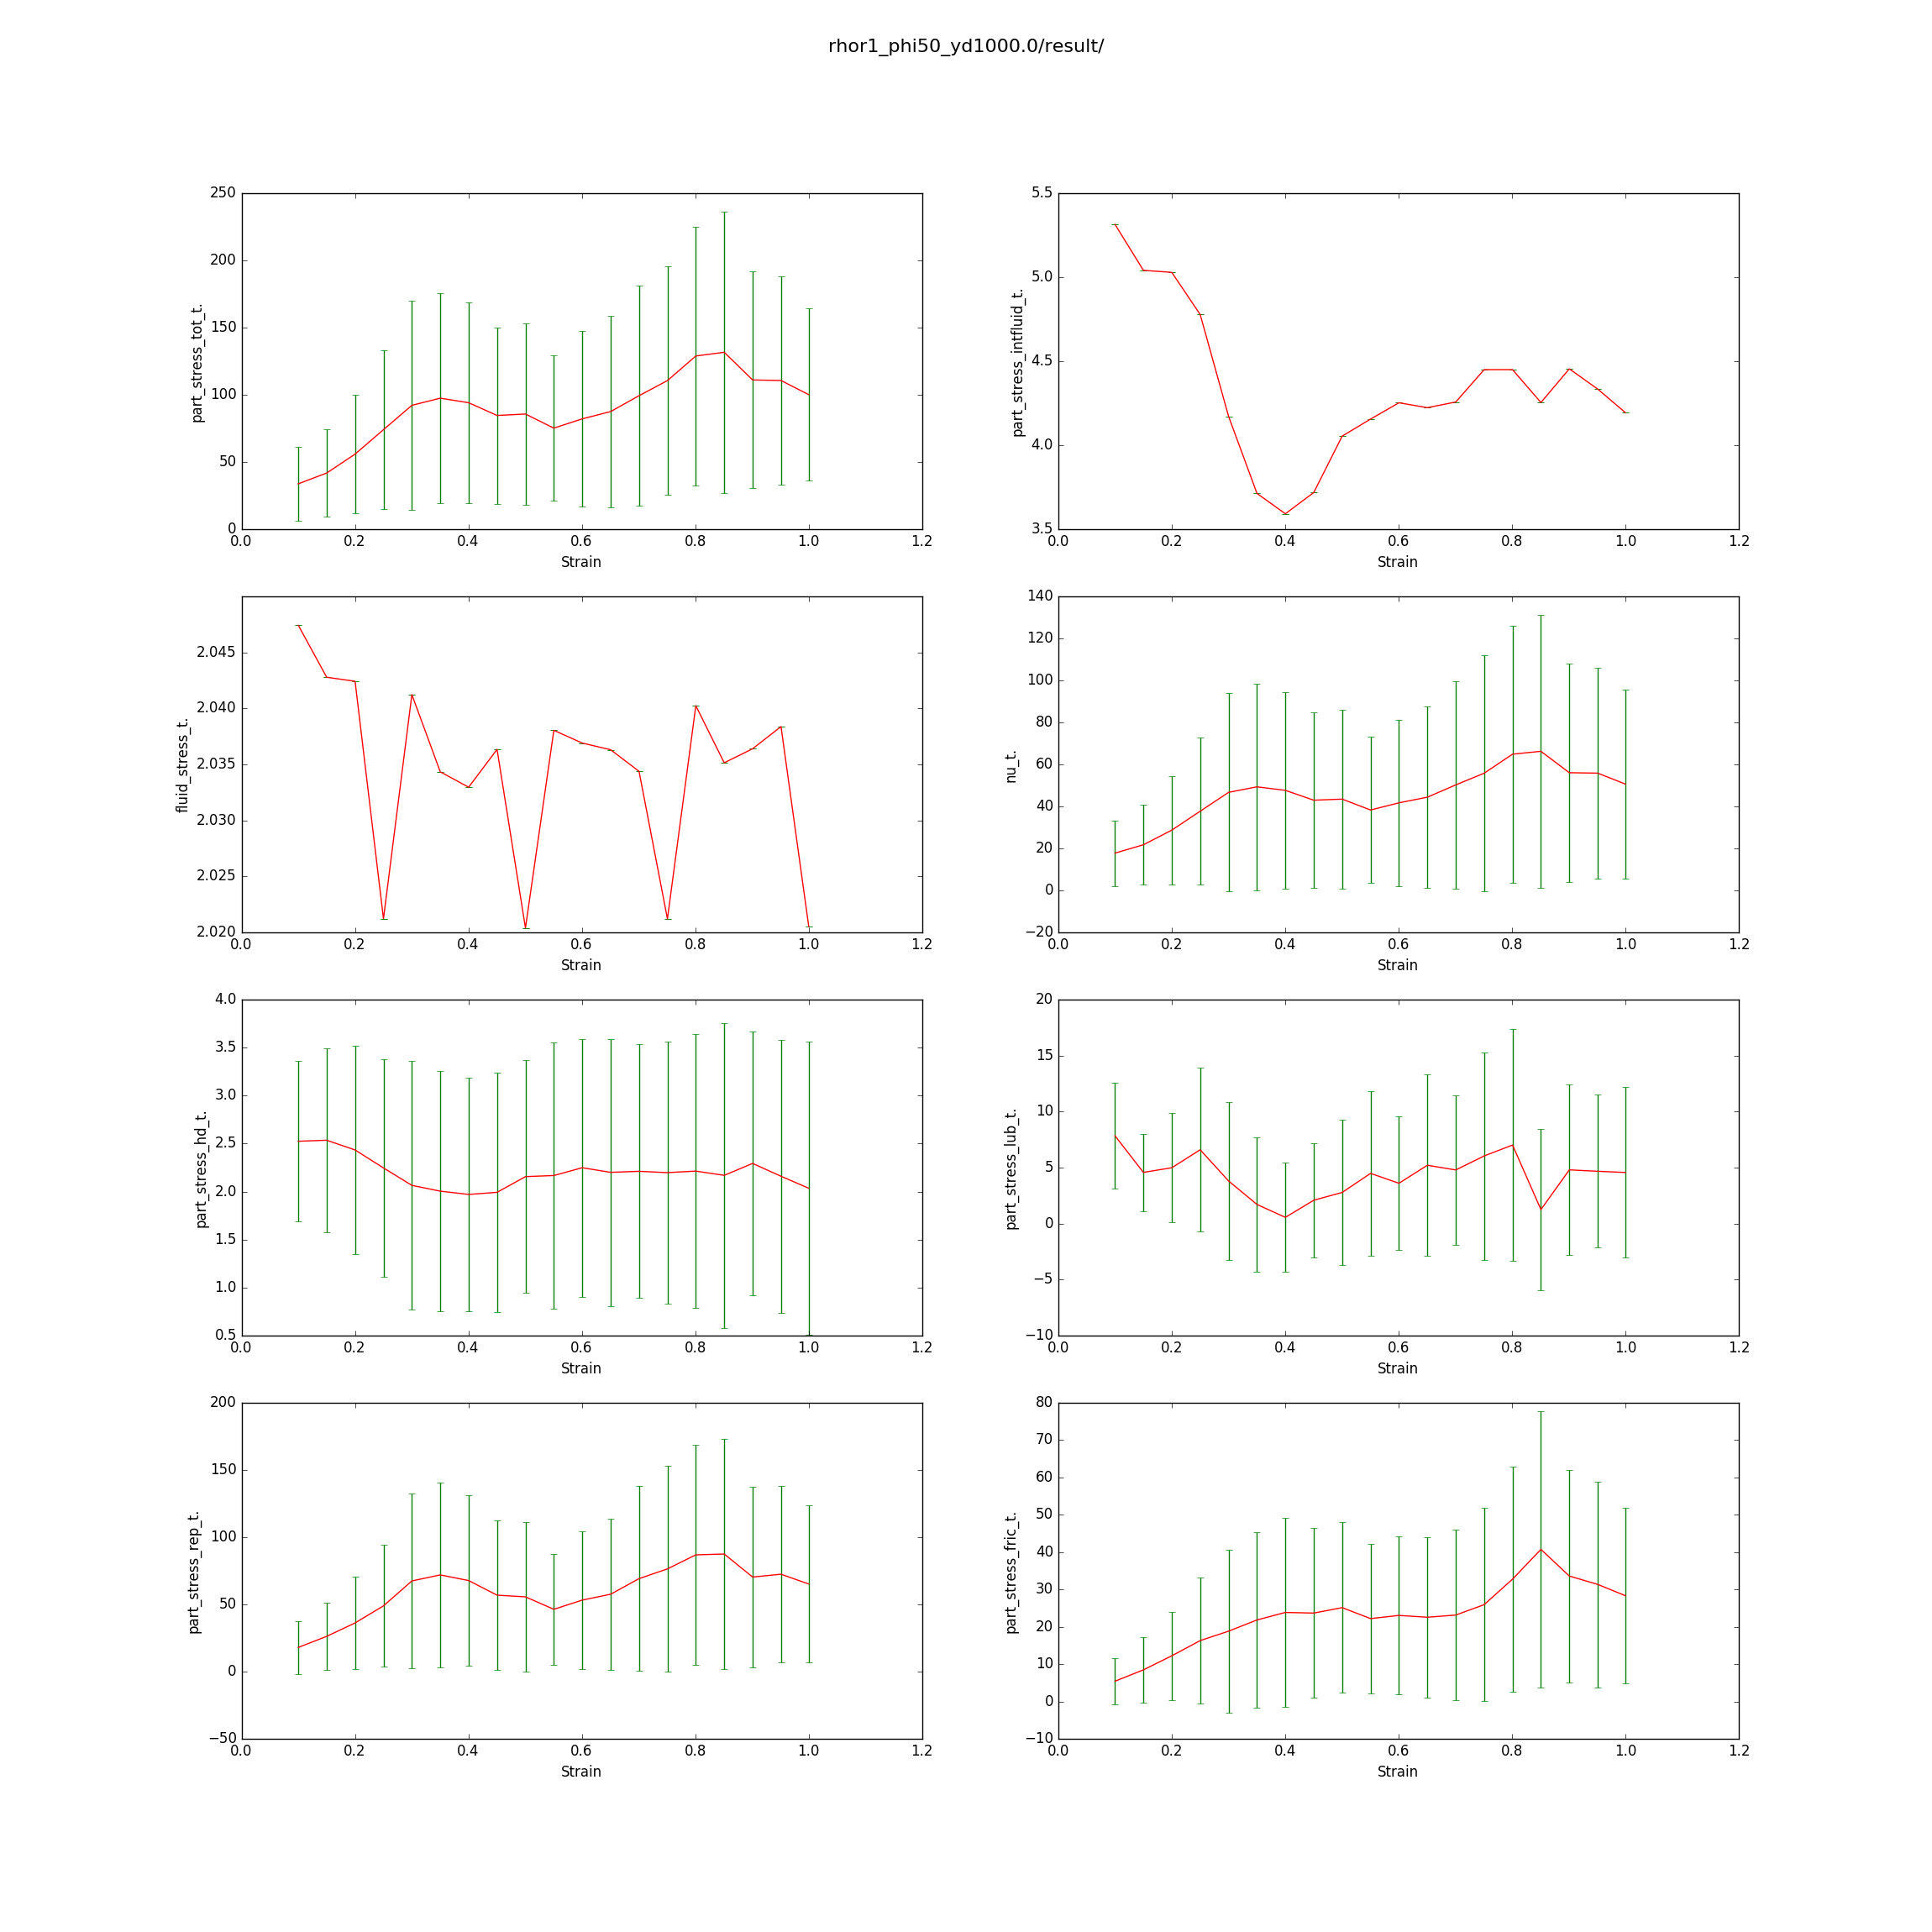 rhor1_phi50_yd1000.0/result/
250
200
150
100
50
0
0.0 0.2 0.4 0.6 0.8 1.0 1.2
Strain
part_stress_tot_t.
5.5
5.0
4.5
4.0
3.5
0.0 0.2 0.4 0.6 0.8 1.0 1.2
Strain
part_stress_intfluid_t.
2.045
2.040
2.035
2.030
2.025
2.020
0.0 0.2 0.4 0.6 0.8 1.0 1.2
Strain
fluid_stress_t.
140
120
100
80
60
40
20
0
−20
0.0 0.2 0.4 0.6 0.8 1.0 1.2
Strain
nu_t.
4.0
3.5
3.0
2.5
2.0
1.5
1.0
0.5
0.0 0.2 0.4 0.6 0.8 1.0 1.2
Strain
part_stress_hd_t.
20
15
10
5
0
−5
−10
0.0 0.2 0.4 0.6 0.8 1.0 1.2
Strain
part_stress_lub_t.
200
150
100
50
0
−50
0.0 0.2 0.4 0.6 0.8 1.0 1.2
Strain
part_stress_rep_t.
80
70
60
50
40
30
20
10
0
−10
0.0 0.2 0.4 0.6 0.8 1.0 1.2
Strain
part_stress_fric_t.